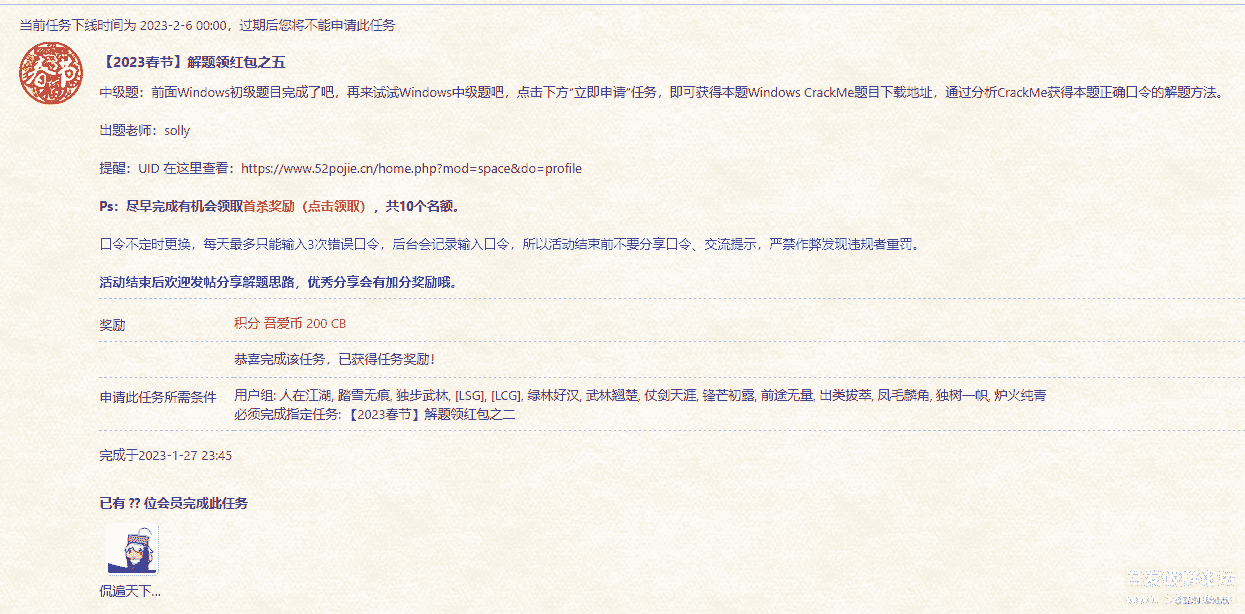 当前任务下线时间为 2023-2-6 00:00，过期后您将不能申请此任务
春节
【2023春节】解题领红包之五
中级题：前面Windows初级题目完成了吧，再来试试Windows中级题吧，点击下方“立即申请”任务，即可获得本题Windows CrackMe题目下载地址，通过分析CrackMe获得本题正确口令的解题方法。
出题老师：solly
提醒：UID 在这里查看：https://www.52pojie.cn/home.php?mod=space&do=profile
Ps：尽早完成有机会领取首杀奖励（点击领取），共10个名额。
口令不定时更换，每天最多只能输入3次错误口令，后台会记录输入口令，所以活动结束前不要分享口令、交流提示，严禁作弊发现违规者重罚。
活动结束后欢迎发帖分享解题思路，优秀分享会有加分奖励哦。
奖励 积分 吾爱币 200 CB
恭喜完成该任务，已获得任务奖励！
申请此任务所需条件 用户组: 人在江湖, 踏雪无痕, 独步武林, [LSG], [LCG], 绿林好汉, 武林翘楚, 仗剑天涯, 锋芒初露, 前途无量, 出类拔萃, 凤毛麟角, 独树一帜, 炉火纯青
必须完成指定任务: 【2023春节】解题领红包之二
完成于2023-1-27 23:45
已有 ?? 位会员完成此任务
侃遍天下...
吾爱破解论坛